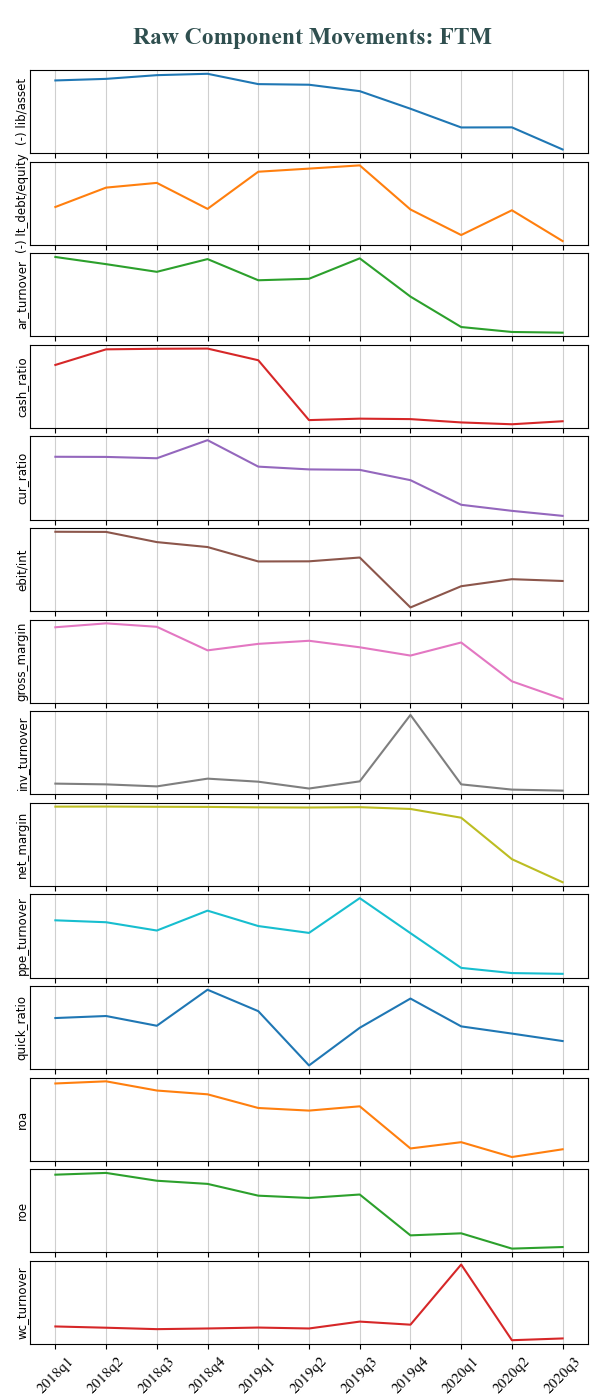 Raw Component Movements: FTM
(-) lib/asset
(-) lt_debt/equity
ar_turnover
cash_ratio
cur_ratio
ebit/int
gross_margin
inv_turnover
net_margin
ppe_turnover
quick_ratio
roa
roe
wc_turnover
2018q1 2018q2 2018q3 2018q4 2019q1 2019q2 2019q3 2019q4 2020q1 2020q2 2020q3